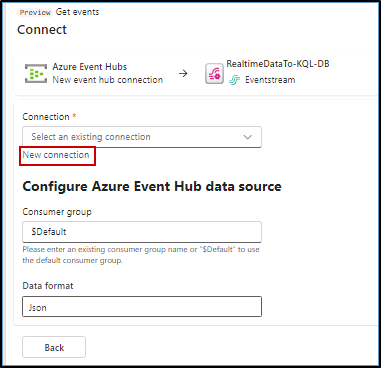 Preview Get events
Connect
Azure Event Hubs
New event hub connection
RealtimeDataTo-KQL-DB
Eventstream
Connection *
Select an existing connection
New connection
Configure Azure Event Hub data source
Consumer group
$Default
Please enter an existing consumer group name or "$Default" to use
the default consumer group.
Data format
Json
Back